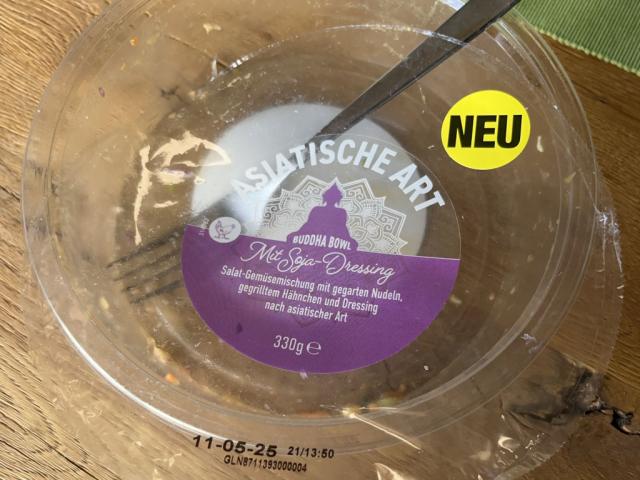 NEU
ASIATISCHE ART
BUDDHA BOWL
Mit Soja-Dressing
Salat-Gemüsemischung mit gegarten Nudeln,
gegrilltem Hähnchen und Dressing
nach asiatischer Art
330g ℮
11-05-25 21/13:50
GLN8711393000004